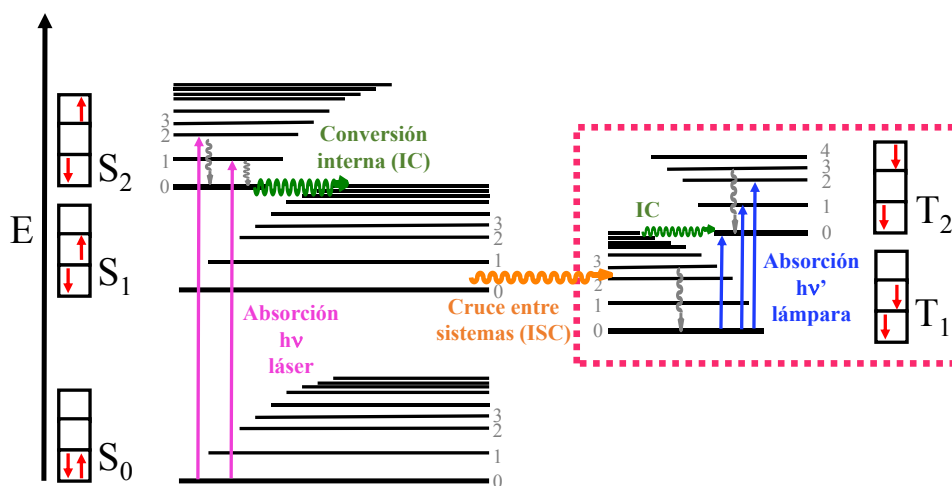 E
S₂
S₁
S₀
3
2
1
0
Conversión
interna (IC)
3
2
1
0
Absorción
hν
láser
3
2
1
0
Cruce entre
sistemas (ISC)
IC
3
2
1
0
4
3
2
1
0
Absorción
hν’
lámpara
T₂
T₁